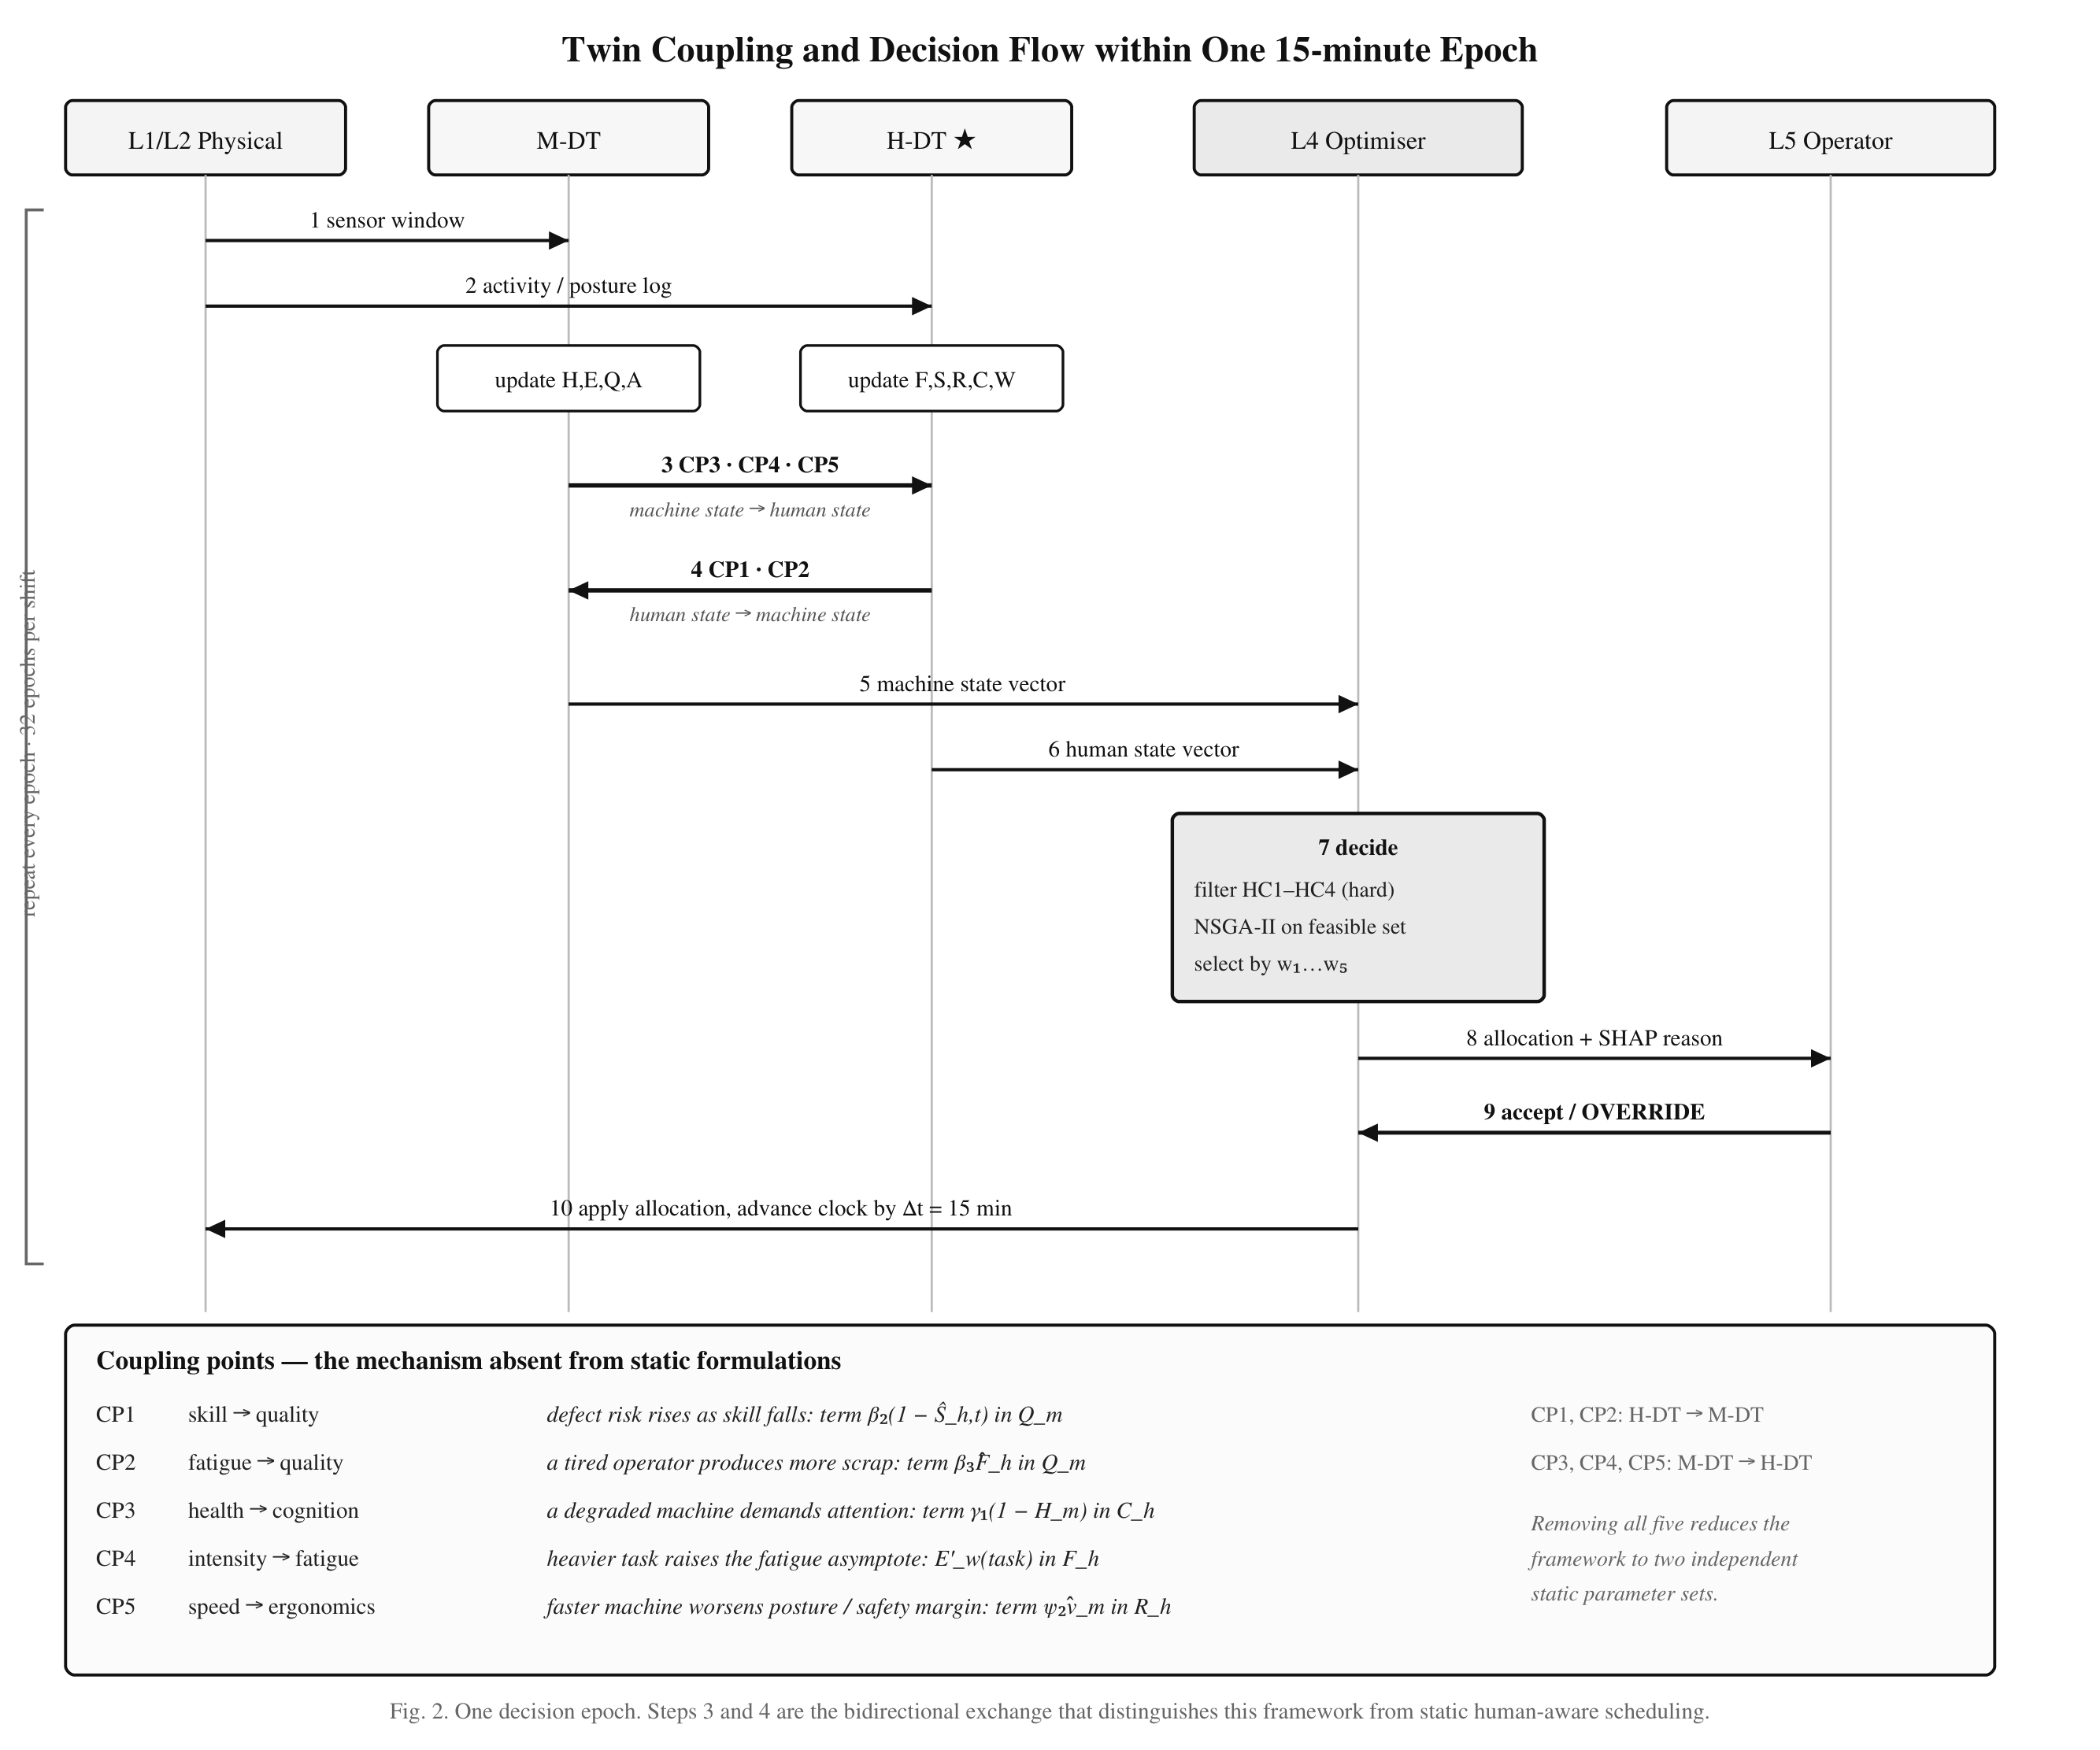 Twin Coupling and Decision Flow within One 15-minute Epoch
L1/L2 Physical
M-DT
H-DT ★
L4 Optimiser
L5 Operator
1 sensor window
2 activity / posture log
update H,E,Q,A
update F,S,R,C,W
3 CP3 · CP4 · CP5
machine state → human state
4 CP1 · CP2
human state → machine state
repeat every epoch · 32 epochs per shift
5 machine state vector
6 human state vector
7 decide
filter HC1–HC4 (hard)
NSGA-II on feasible set
select by w₁…w₅
8 allocation + SHAP reason
9 accept / OVERRIDE
10 apply allocation, advance clock by Δt = 15 min
Coupling points — the mechanism absent from static formulations
CP1 skill → quality defect risk rises as skill falls: term β₂(1 − Ŝ_h,t) in Q_m
CP2 fatigue → quality a tired operator produces more scrap: term β₃F̂_h in Q_m
CP3 health → cognition a degraded machine demands attention: term γ₁(1 − H_m) in C_h
CP4 intensity → fatigue heavier task raises the fatigue asymptote: E′_w(task) in F_h
CP5 speed → ergonomics faster machine worsens posture / safety margin: term ψ₂v̂_m in R_h
CP1, CP2: H-DT → M-DT
CP3, CP4, CP5: M-DT → H-DT
Removing all five reduces the
framework to two independent
static parameter sets.
Fig. 2. One decision epoch. Steps 3 and 4 are the bidirectional exchange that distinguishes this framework from static human-aware scheduling.